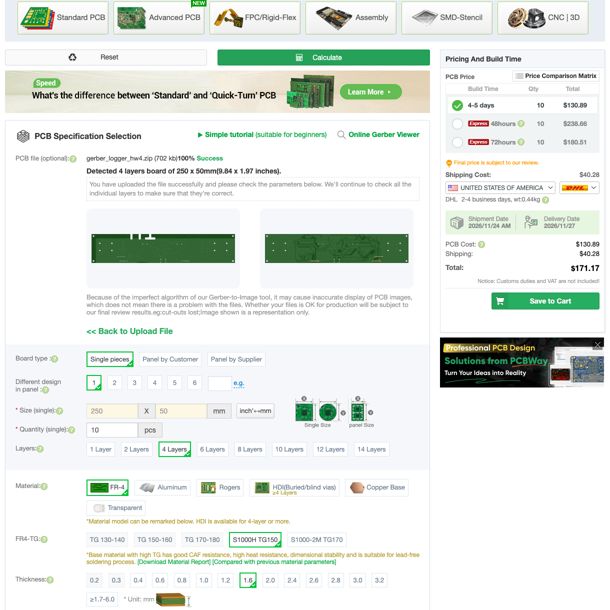 Standard PCB
NEW
Advanced PCB
FPC/Rigid-Flex
Assembly
SMD-Stencil
CNC | 3D
Reset
Calculate
Speed
What's the difference between 'Standard' and 'Quick-Turn' PCB
Learn More
PCB Specification Selection
Simple tutorial (suitable for beginners)
Online Gerber Viewer
PCB file (optional):
gerber_logger_hw4.zip (702 kb)100% Success
Detected 4 layers board of 250 x 50mm(9.84 x 1.97 inches).
You have uploaded the file successfully and please check the parameters below. We'll continue to check all the
individual layers to make sure that they're correct.
Because of the imperfect algorithm of our Gerber-to-Image tool, it may cause inaccurate display of PCB images,
which does not mean there is a problem with the files. Whether your files is OK for production will be subject to
our final review results.eg:cut-outs lost;Image shown is a representation only.
<< Back to Upload File
Board type :
Single pieces
Panel by Customer
Panel by Supplier
Different design
in panel :
1 2 3 4 5 6
e.g.
* Size (single):
250 X 50 mm
inch'↔mm
Single Size
panel Size
* Quantity (single):
10 pcs
Layers:
1 Layer
2 Layers
4 Layers
6 Layers
8 Layers
10 Layers
12 Layers
14 Layers
Material:
FR-4
Aluminum
Rogers
HDI(Buried/blind vias)
≥4 Layers
Copper Base
Transparent
*Material model can be remarked below. HDI is available for 4-layer or more.
FR4-TG:
TG 130-140
TG 150-160
TG 170-180
S1000H TG150
S1000-2M TG170
*Base material with high TG has good CAF resistance, high heat resistance, dimensional stability and is suitable for lead-free
soldering process. [Download Material Report] [Compared with previous material parameters]
Thickness:
0.2 0.3 0.4 0.6 0.8 1.0 1.2 1.6 2.0 2.4 2.6 2.8 3.0 3.2
≥1.7-6.0
* Unit: mm
Pricing And Build Time
PCB Price
Price Comparison Matrix
Build Time Qty Total
4-5 days 10 $130.89
Express 48hours 10 $238.66
Express 72hours 10 $180.51
Final price is subject to our review.
Shipping Cost: $40.28
UNITED STATES OF AMERICA
DHL
DHL 2-4 business days, wt:0.44kg
Shipment Date
2026/11/24 AM
Delivery Date
2026/11/27
PCB Cost: $130.89
Shipping: $40.28
Total: $171.17
Notice: Customs duties and VAT are not included!
Save to Cart
Professional PCB Design
Solutions from PCBWay
Turn Your Ideas into Reality